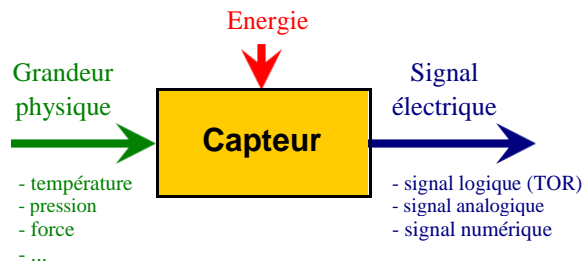 Energie
Grandeur
physique
Signal
électrique
Capteur
- température
- pression
- force
- ...
- signal logique (TOR)
- signal analogique
- signal numérique